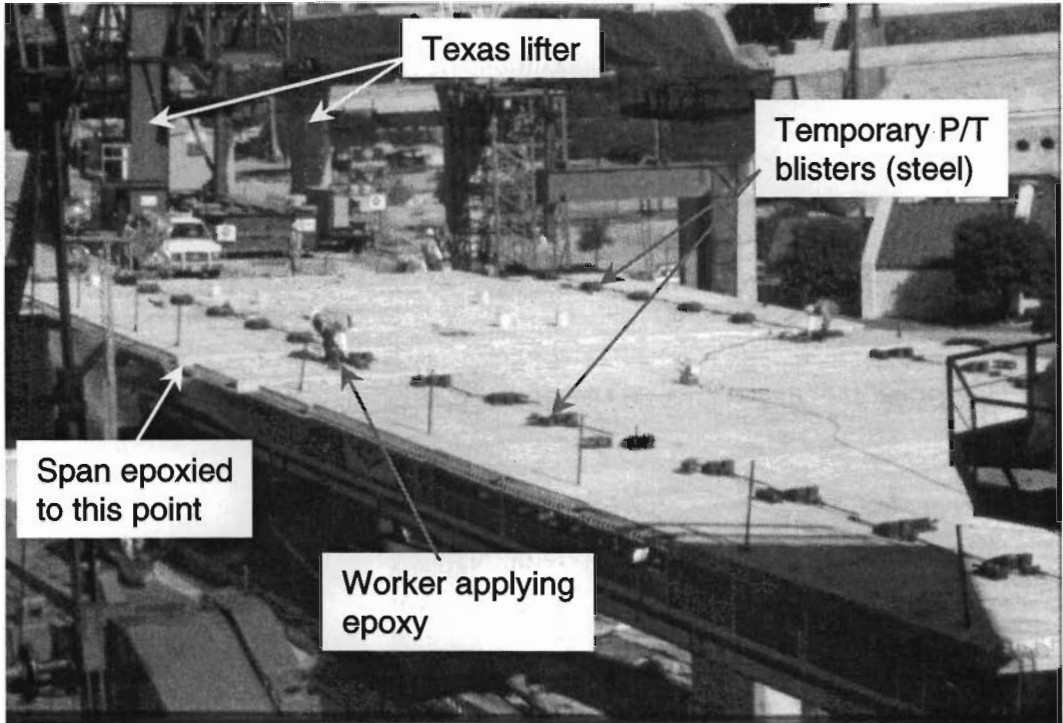 Texas lifter
Temporary P/T
blisters (steel)
Span epoxied
to this point
Worker applying
epoxy